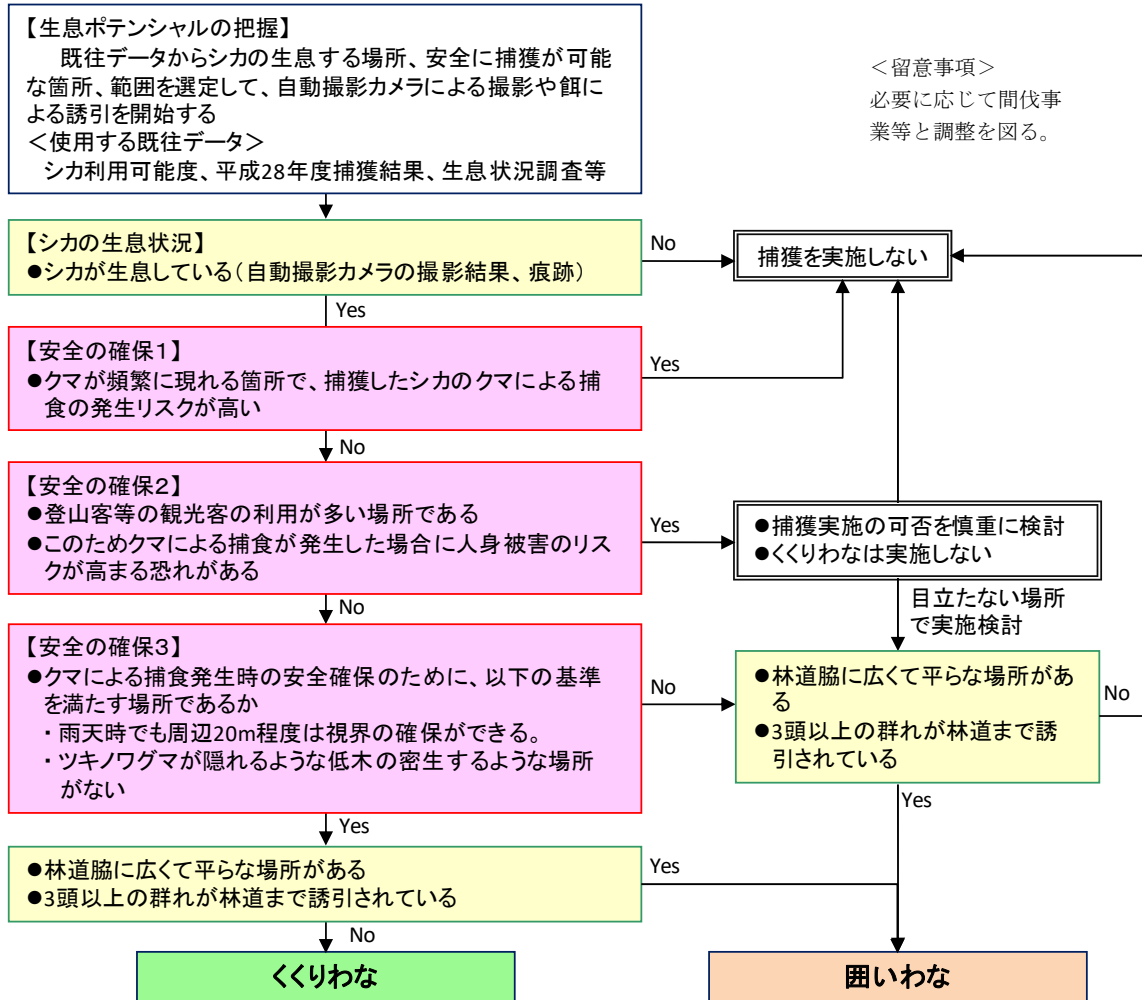 【生息ポテンシャルの把握】
既往データからシカの生息する場所、安全に捕獲が可能
な箇所、範囲を選定して、自動撮影カメラによる撮影や餌に
よる誘引を開始する
＜使用する既往データ＞
シカ利用可能度、平成28年度捕獲結果、生息状況調査等
＜留意事項＞
必要に応じて間伐事
業等と調整を図る。
【シカの生息状況】
●シカが生息している（自動撮影カメラの撮影結果、痕跡）
No
捕獲を実施しない
Yes
【安全の確保１】
●クマが頻繁に現れる箇所で、捕獲したシカのクマによる捕
食の発生リスクが高い
Yes
No
【安全の確保２】
●登山客等の観光客の利用が多い場所である
●このためクマによる捕食が発生した場合に人身被害のリス
クが高まる恐れがある
Yes
●捕獲実施の可否を慎重に検討
●くくりわなは実施しない
No
目立たない場所
で実施検討
【安全の確保３】
●クマによる捕食発生時の安全確保のために、以下の基準
を満たす場所であるか
・雨天時でも周辺20m程度は視界の確保ができる。
・ツキノワグマが隠れるような低木の密生するような場所
がない
No
●林道脇に広くて平らな場所があ
る
●3頭以上の群れが林道まで誘
引されている
No
Yes
Yes
●林道脇に広くて平らな場所がある
●3頭以上の群れが林道まで誘引されている
Yes
No
くくりわな
囲いわな